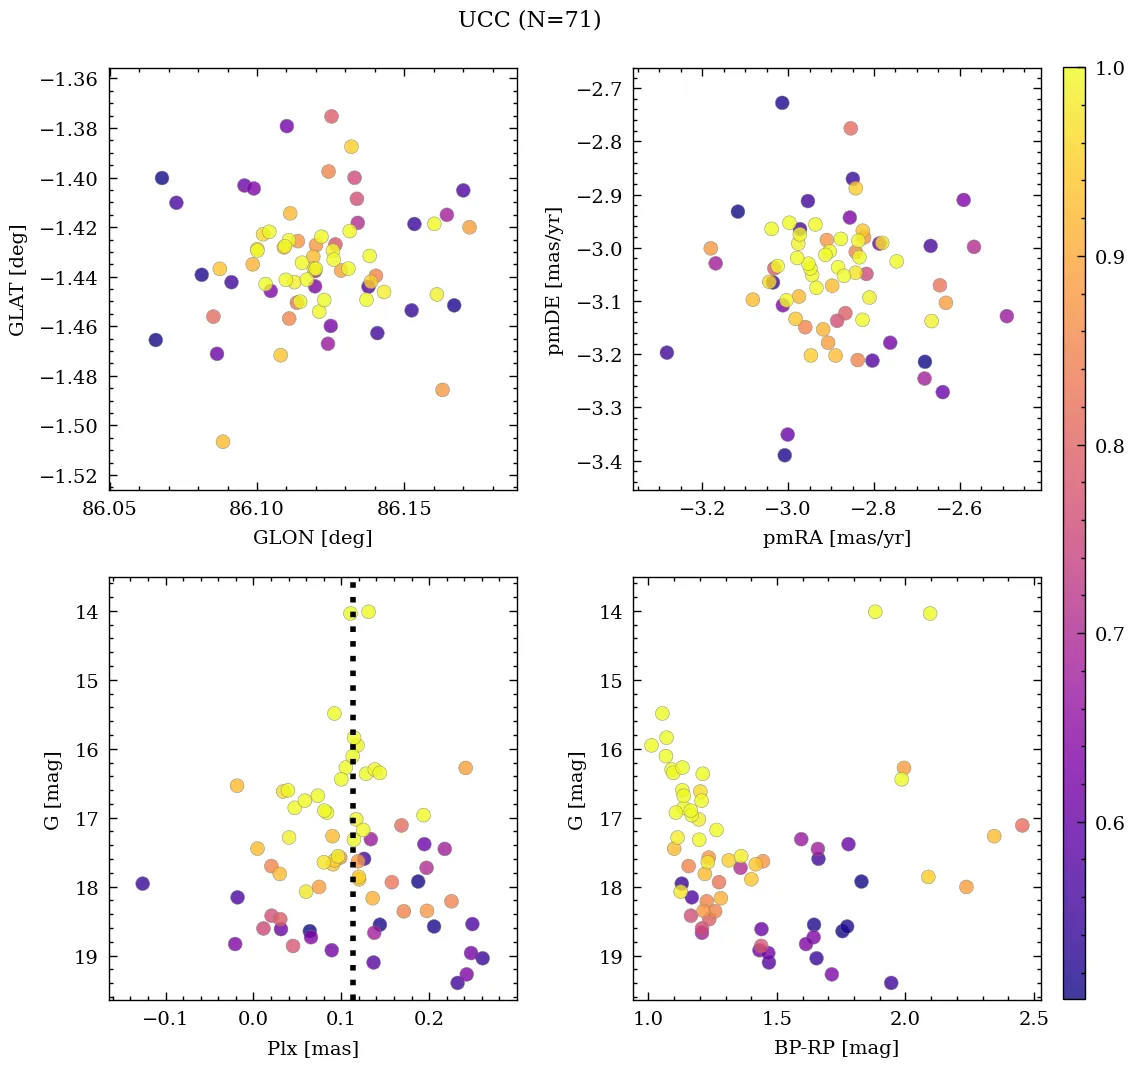 UCC (N=71)
−1.36
−1.38
−1.40
−1.42
−1.44
−1.46
−1.48
−1.50
−1.52
GLAT [deg]
86.05 86.10 86.15
GLON [deg]
−2.7
−2.8
−2.9
−3.0
−3.1
−3.2
−3.3
−3.4
pmDE [mas/yr]
−3.2 −3.0 −2.8 −2.6
pmRA [mas/yr]
1.0
0.9
0.8
0.7
0.6
14
15
16
17
18
19
G [mag]
−0.1 0.0 0.1 0.2
Plx [mas]
14
15
16
17
18
19
G [mag]
1.0 1.5 2.0 2.5
BP-RP [mag]